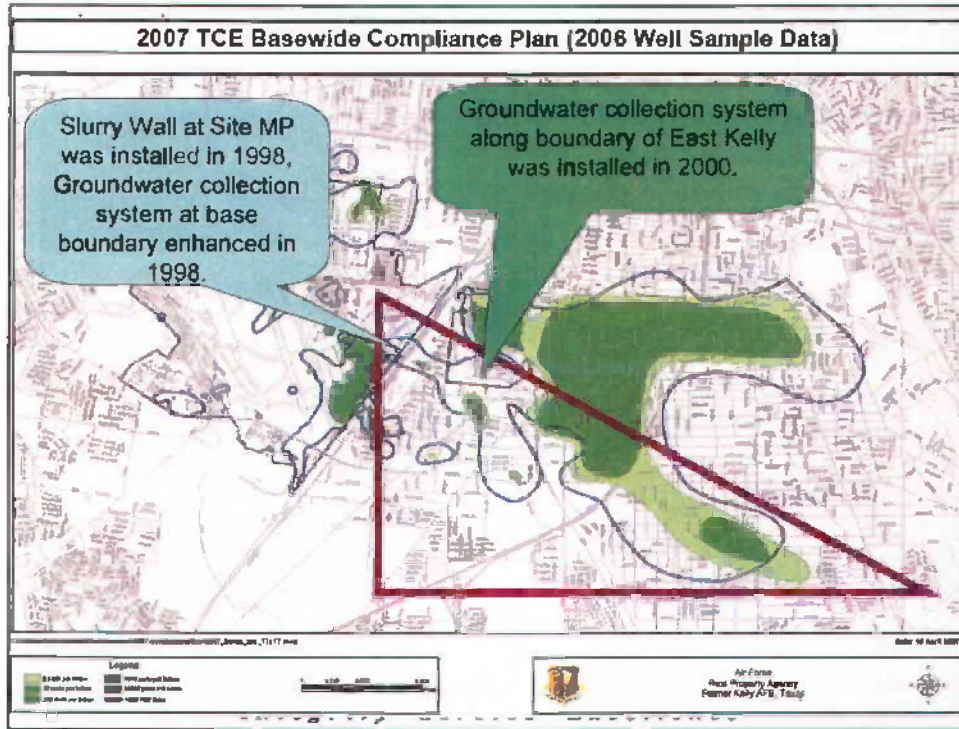 2007 TCE Basewide Compliance Plan (2006 Well Sample Data)
Slurry Wall at Site MP
was installed in 1998,
Groundwater collection
system at base
boundary enhanced in
1998.
Groundwater collection system
along boundary of East Kelly
was installed in 2000.
Legend
Air Force
Real Property Agency
Former Kelly AFB, Texas